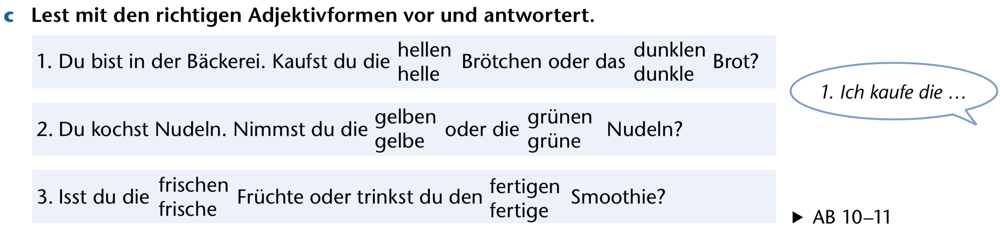 c Lest mit den richtigen Adjektivformen vor und antwortert.
1. Du bist in der Bäckerei. Kaufst du die hellen helle Brötchen oder das dunklen dunkle Brot?
1. Ich kaufe die ...
2. Du kochst Nudeln. Nimmst du die gelben gelbe oder die grünen grüne Nudeln?
3. Isst du die frischen frische Früchte oder trinkst du den fertigen fertige Smoothie?
▶ AB 10–11